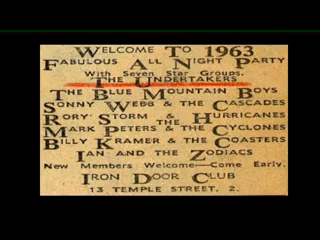 WELCOME TO 1963
FABULOUS ALL NIGHT PARTY
With Seven Star Groups.
THE UNDERTAKERS
THE BLUE MOUNTAIN BOYS
SONNY WEBB & THE CASCADES
RORY STORM & THE HURRICANES
MARK PETERS & THE CYCLONES
BILLY KRAMER & THE COASTERS
IAN AND THE ZODIACS
New Members Welcome—Come Early.
IRON DOOR CLUB
13 TEMPLE STREET, 2.